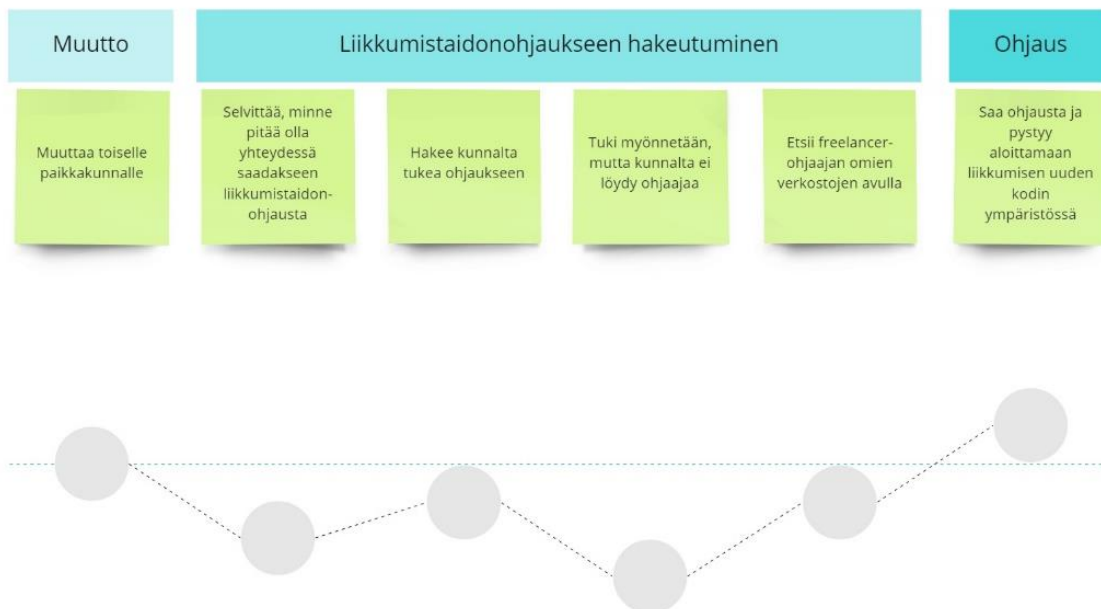 Muutto
Liikkumistaidonohjaukseen hakeutuminen
Ohjaus
Muuttaa toiselle
paikkakunnalle
Selvittää, minne
pitää olla
yhteydessä
saadakseen
liikkumistaidon-
ohjausta
Hakee kunnalta
tukea ohjaukseen
Tuki myönnetään,
mutta kunnalta ei
löydy ohjaajaa
Etsii freelancer-
ohjaajan omien
verkostojen avulla
Saa ohjausta ja
pystyy
aloittamaan
liikkumisen uuden
kodin
ympäristössä